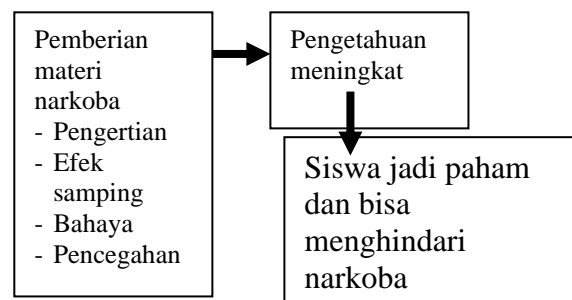 Pemberian
materi
narkoba
- Pengertian
- Efek
samping
- Bahaya
- Pencegahan
Pengetahuan
meningkat
Siswa jadi paham
dan bisa
menghindari
narkoba